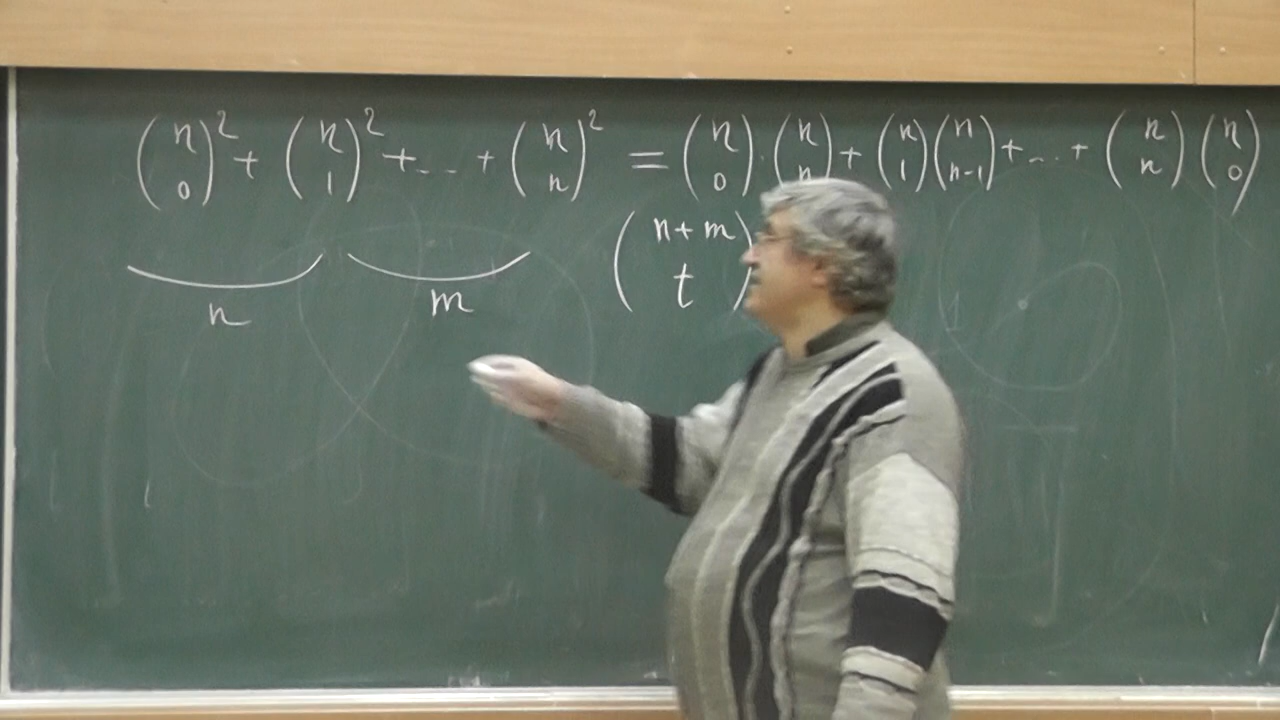 (n 0)² + (n 1)² + ... + (n n)² = (n 0)·(n n) + (n 1)(n n-1) + ... + (n n)(n 0)
(n+m t)
n m